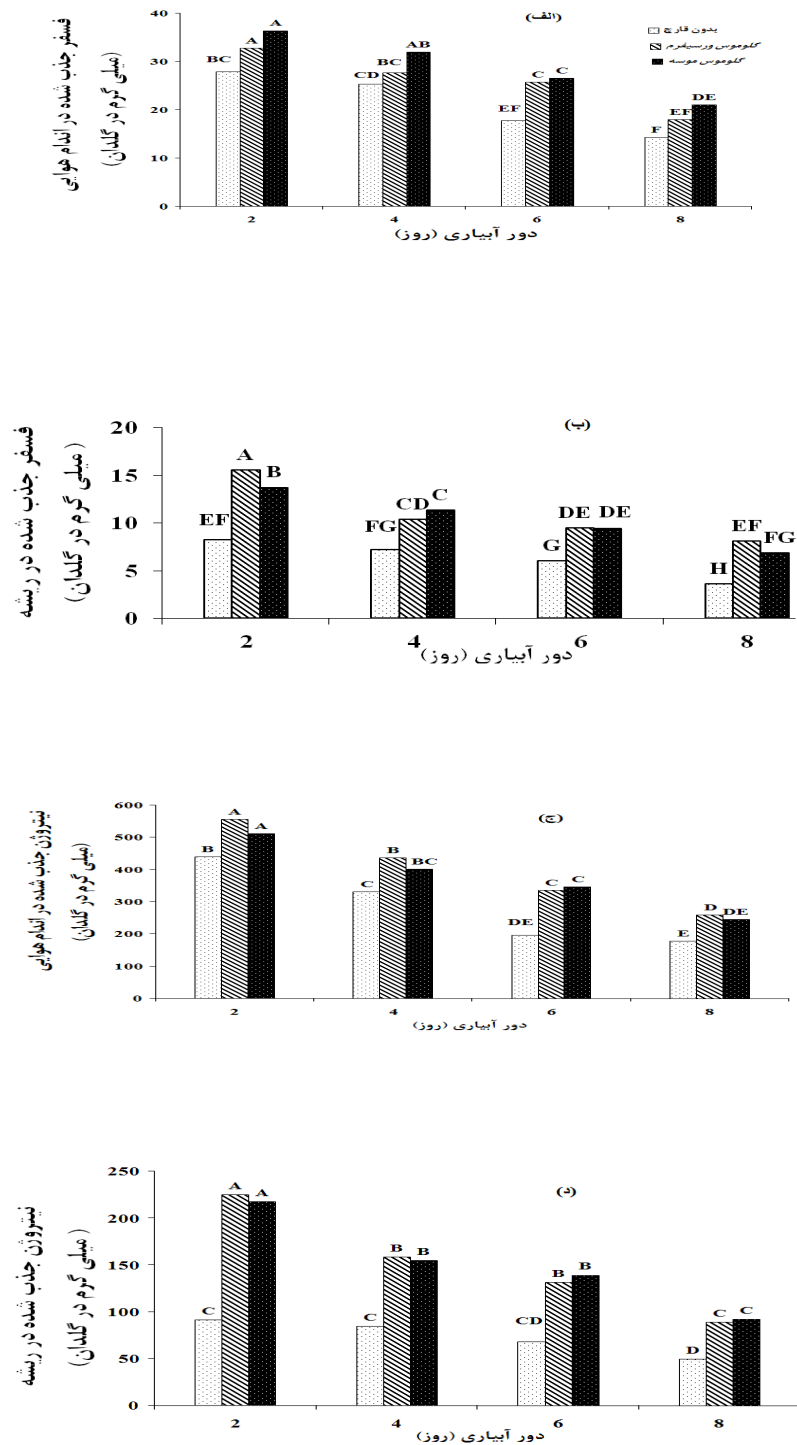 (الف)
بدون قارچ
گلوموس ورسیفرم
گلوموس موسه
فسفر جذب شده در اندام هوایی
(میلی گرم در گلدان)
40
30
20
10
0
BC A A
CD BC AB
EF C C
F EF DE
2 4 6 8
دور آبیاری (روز)
(ب)
فسفر جذب شده در ریشه
(میلی گرم در گلدان)
20
15
10
5
0
EF A B
FG CD C
G DE DE
H EF FG
2 4 6 8
دور آبیاری (روز)
(ج)
نیتروژن جذب شده در اندام هوایی
(میلی گرم در گلدان)
600
500
400
300
200
100
0
B A A
C B BC
DE C C
E D DE
2 4 6 8
دور آبیاری (روز)
(د)
نیتروژن جذب شده در ریشه
(میلی گرم در گلدان)
250
200
150
100
50
0
C A A
C B B
CD B B
D C C
2 4 6 8
دور آبیاری (روز)